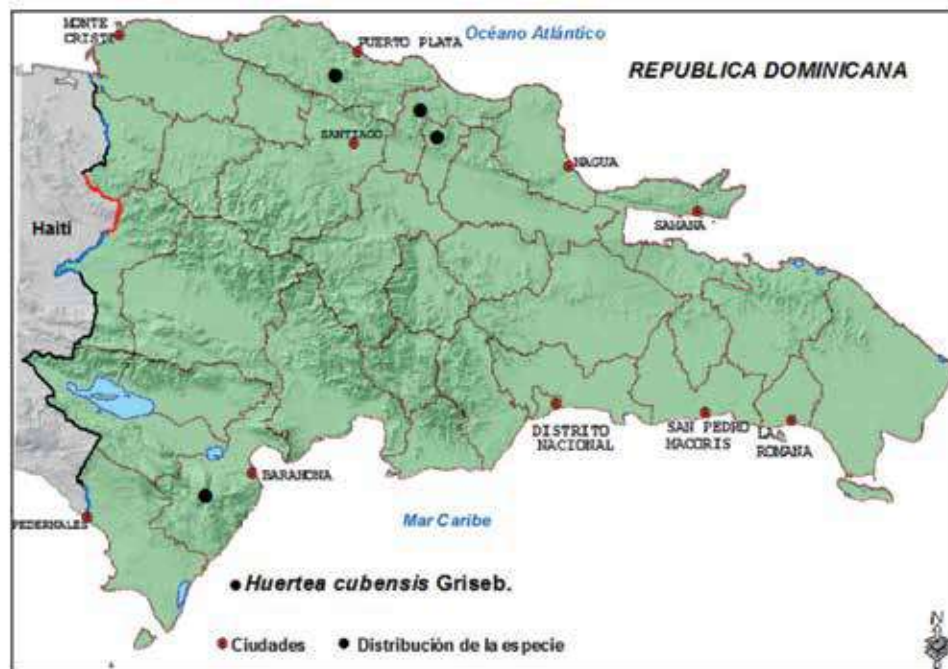 MONTE
CRISTI
PUERTO PLATA
Océano Atlántico
REPUBLICA DOMINICANA
SANTIAGO
NAGUA
SAMANA
Haití
DISTRITO
NACIONAL
SAN PEDRO
MACORIS
LA
ROMANA
BARAHONA
PEDERNALES
Mar Caribe
Huertea cubensis Griseb.
Ciudades
Distribución de la especie
N